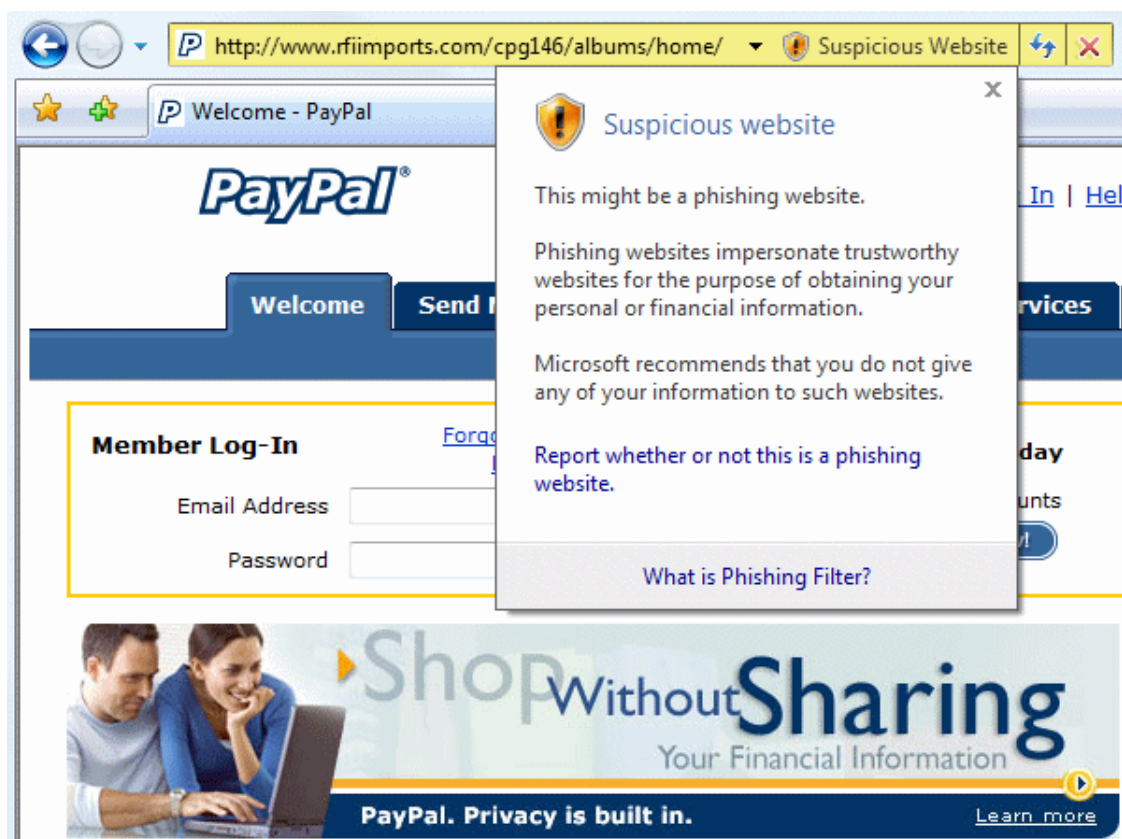 http://www.rfiimports.com/cpg146/albums/home/ Suspicious Website
Welcome - PayPal
Suspicious website
PayPal®
This might be a phishing website.
In | Hel
Phishing websites impersonate trustworthy
websites for the purpose of obtaining your
personal or financial information.
Welcome Send rvices
Microsoft recommends that you do not give
any of your information to such websites.
Member Log-In Forgo day
Report whether or not this is a phishing
website.
Email Address unts
Password y!
What is Phishing Filter?
Shop Without Sharing
Your Financial Information
PayPal. Privacy is built in. Learn more